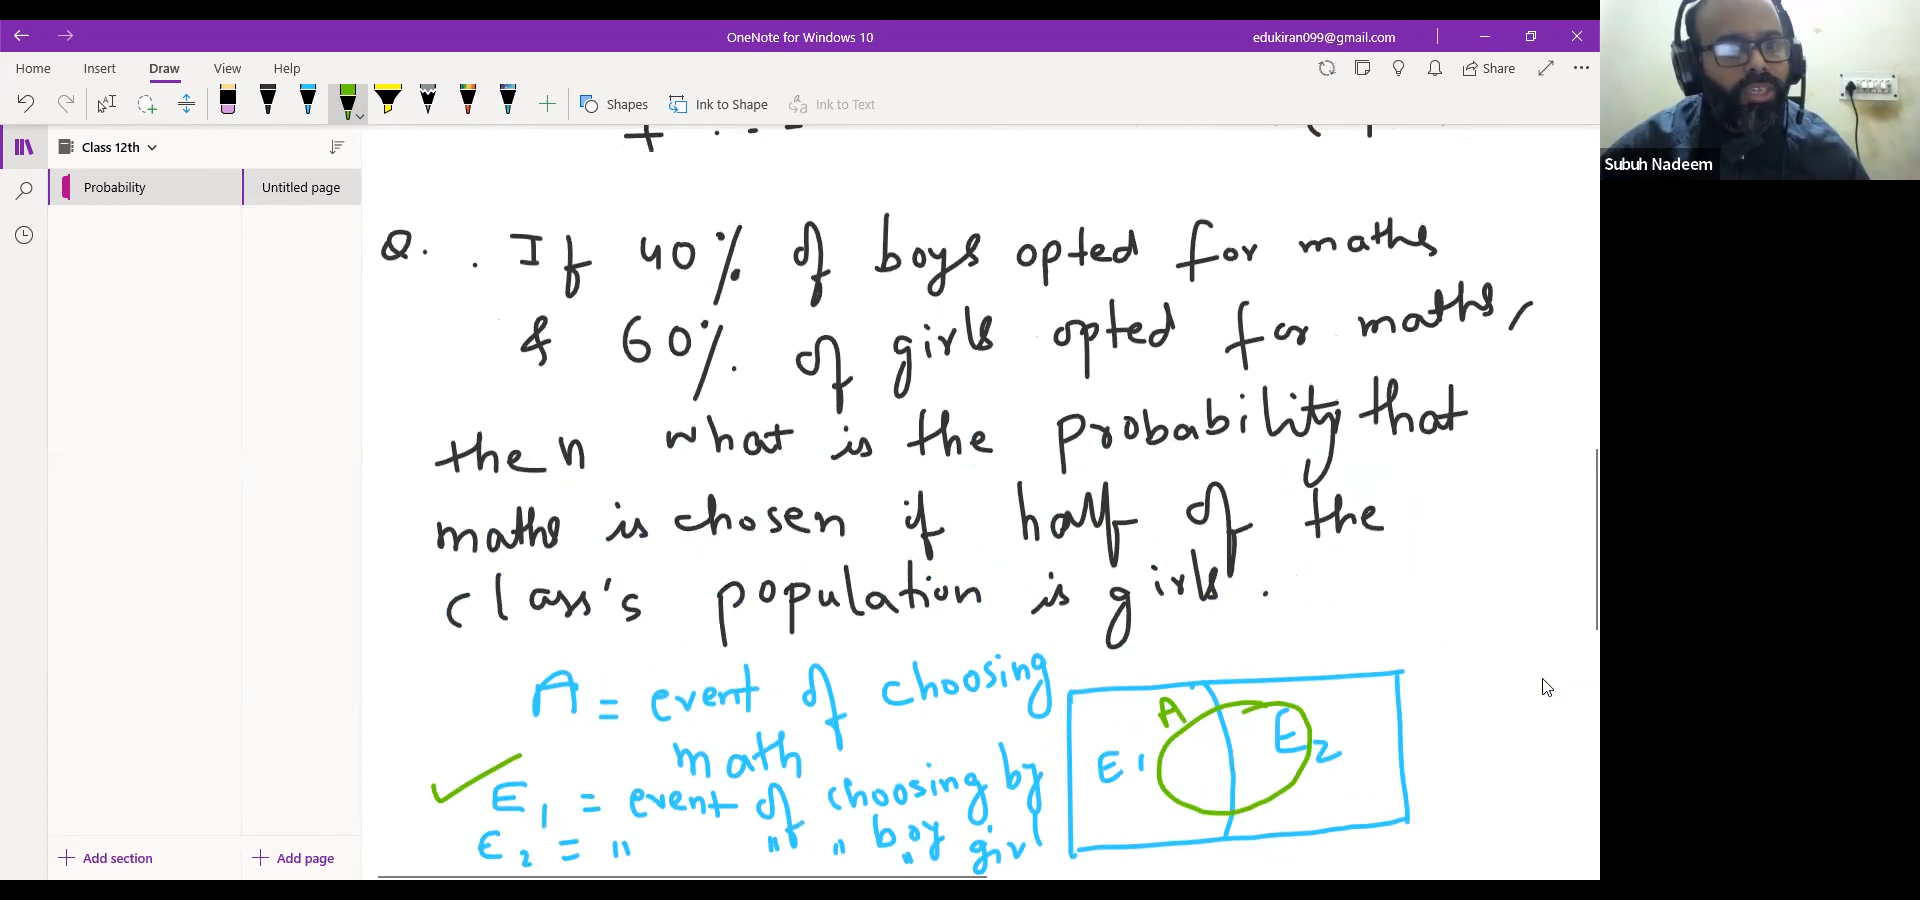 OneNote for Windows 10
edukiran099@gmail.com
Home Insert Draw View Help
Share
Shapes Ink to Shape Ink to Text
Class 12th
Probability
Untitled page
Subuh Nadeem
Q. . If 40% of boys opted for maths
& 60%. of girls opted for maths,
then what is the probability that
maths is chosen if half of the
class's population is girls.
A = event of choosing
math
E1 = event of choosing by
boy
E2 = " " " " girl
A
E1
E2
Add section
Add page